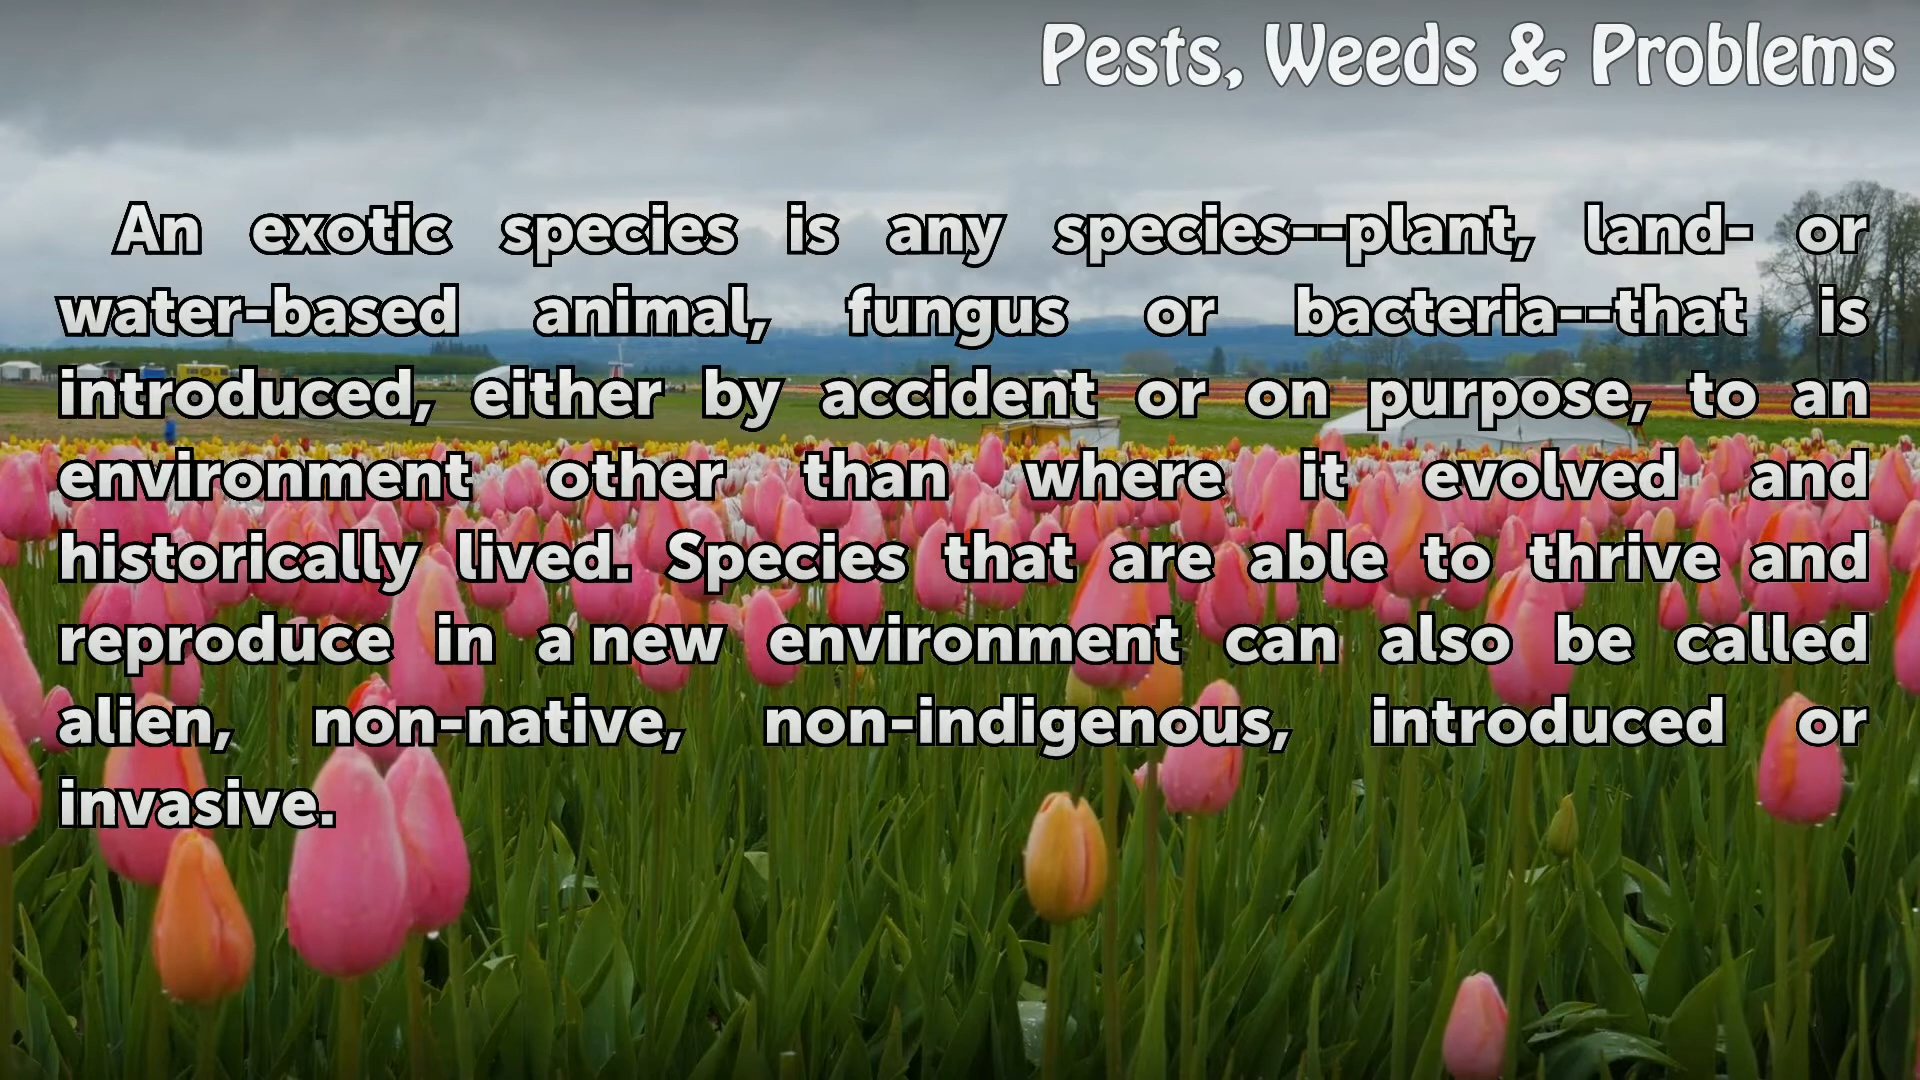 Pests, Weeds & Problems
An exotic species is any species--plant, land- or
water-based animal, fungus or bacteria--that is
introduced, either by accident or on purpose, to an
environment other than where it evolved and
historically lived. Species that are able to thrive and
reproduce in a new environment can also be called
alien, non-native, non-indigenous, introduced or
invasive.